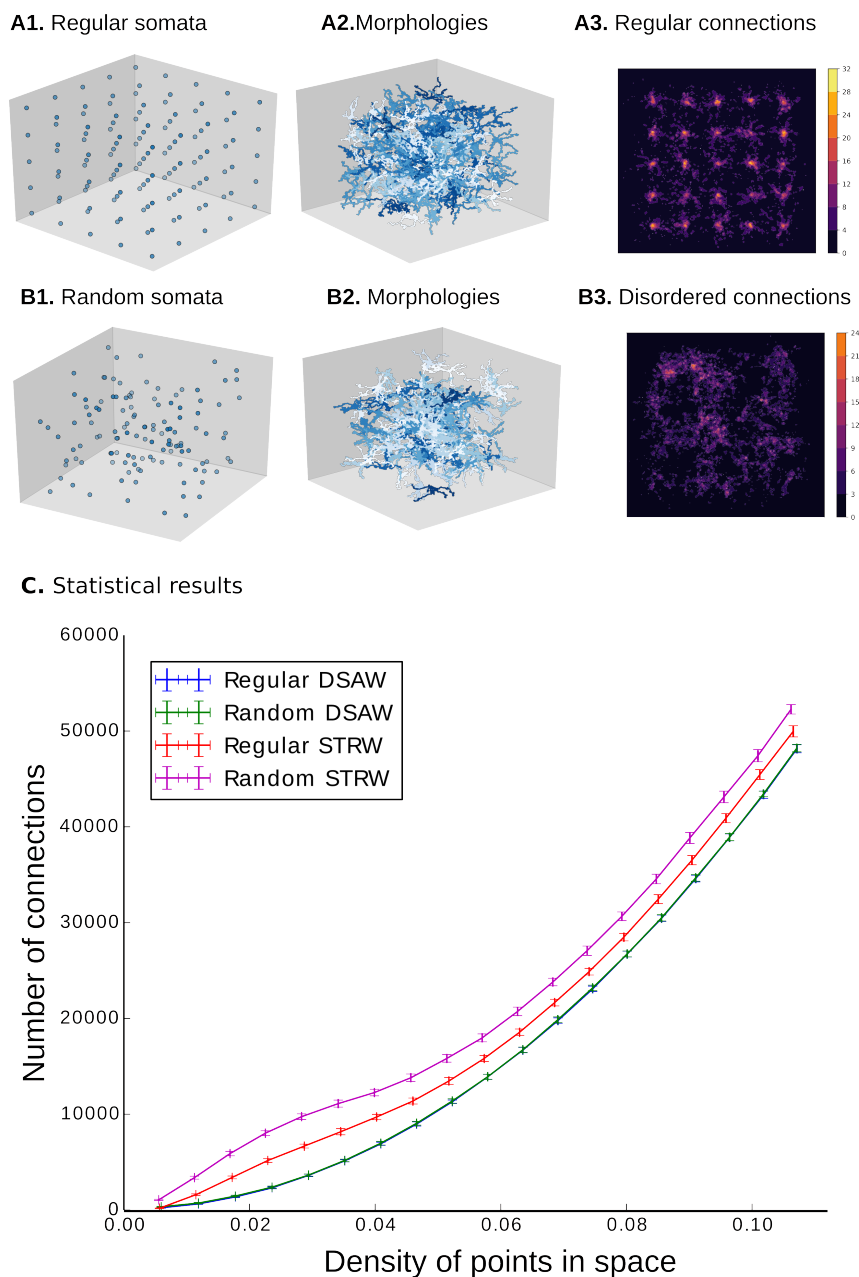 A1. Regular somata
A2.Morphologies
A3. Regular connections
32
28
24
20
16
12
8
4
0
B1. Random somata
B2. Morphologies
B3. Disordered connections
24
21
18
15
12
9
6
3
0
C. Statistical results
60000
50000
40000
30000
20000
10000
0
Number of connections
Regular DSAW
Random DSAW
Regular STRW
Random STRW
0.00 0.02 0.04 0.06 0.08 0.10
Density of points in space